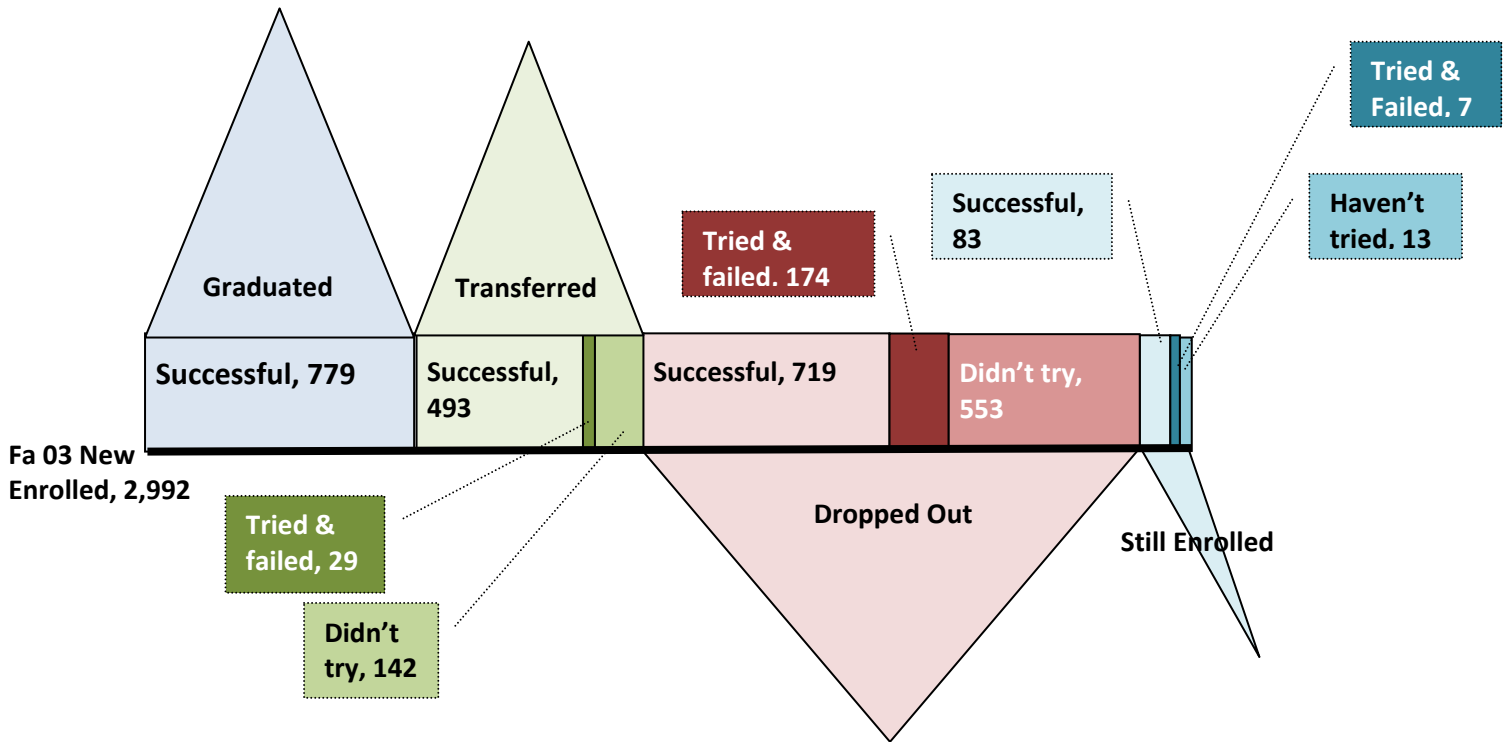 Tried &
Failed, 7
Successful,
83
Haven't
tried, 13
Tried &
failed, 174
Graduated
Transferred
Successful, 779
Successful,
493
Successful, 719
Didn't try,
553
Fa 03 New
Enrolled, 2,992
Tried &
failed, 29
Dropped Out
Still Enrolled
Didn't
try, 142